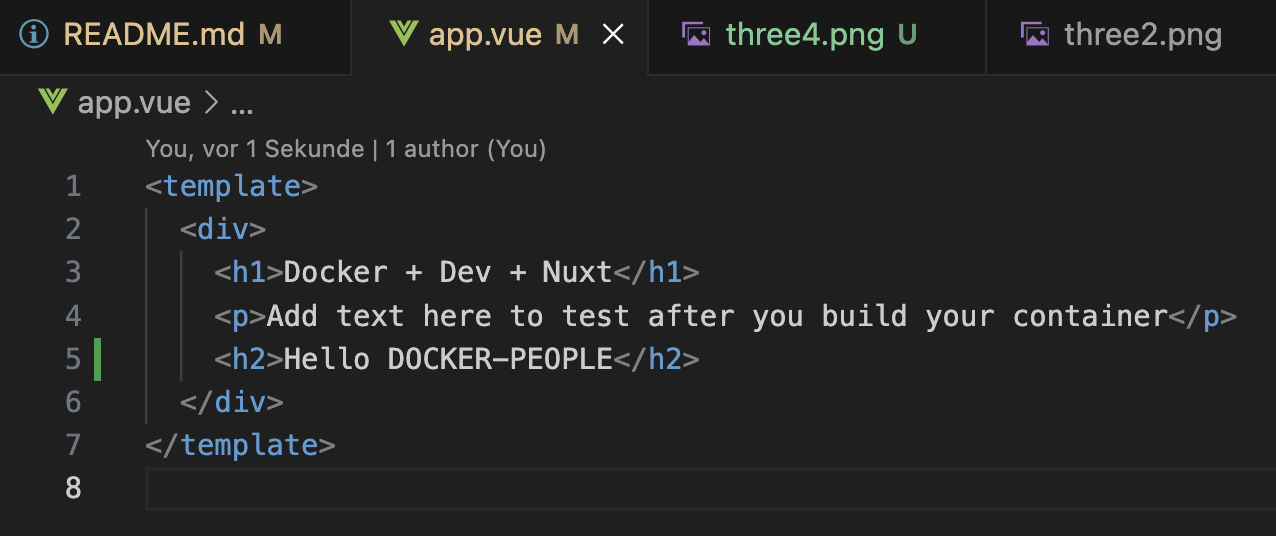 README.md M app.vue M three4.png U three2.png
app.vue > ...
You, vor 1 Sekunde | 1 author (You)
1 <template>
2 <div>
3 <h1>Docker + Dev + Nuxt</h1>
4 <p>Add text here to test after you build your container</p>
5 <h2>Hello DOCKER-PEOPLE</h2>
6 </div>
7 </template>
8